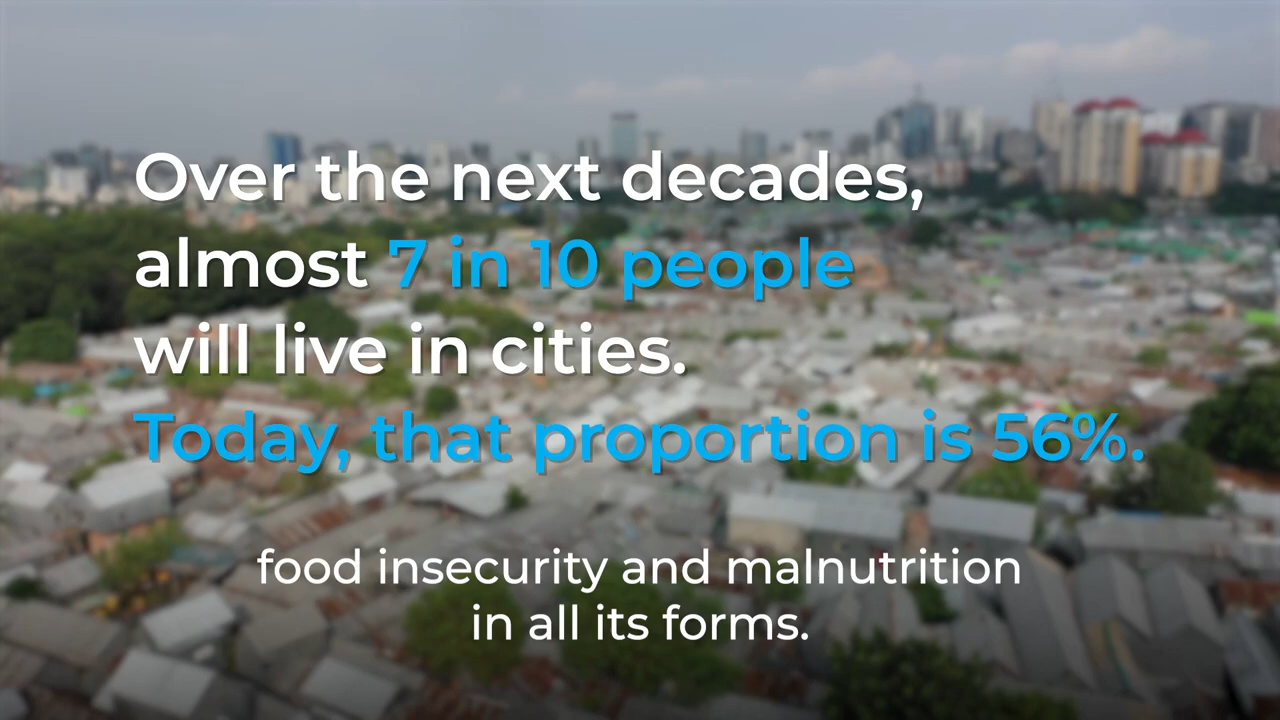 Over the next decades,
almost 7 in 10 people
will live in cities.
Today, that proportion is 56%.
food insecurity and malnutrition
in all its forms.